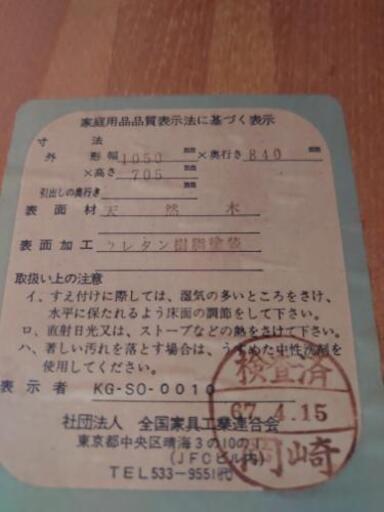 家庭用品品質表示法に基づく表示
寸法
外形幅 1050 mm ×奥行き 840 mm
×高さ 705 mm
引出しの奥行き mm
表面材 天然木
表面加工 ウレタン樹脂塗装
取扱い上の注意
イ、すえ付けに際しては、湿気の多いところをさけ、
水平に保たれるよう床面の調節をして下さい。
ロ、直射日光又は、ストーブなどの熱をさけて下さい。
ハ、著しい汚れを落とす場合は、うすめた中性洗剤を
使用してください。
表示者 KG-SO-0010
社団法人 全国家具工業連合会
東京都中央区晴海3の10の1
(JFCビル内)
TEL533-9551(代)
検査済
67.4.15
岡崎